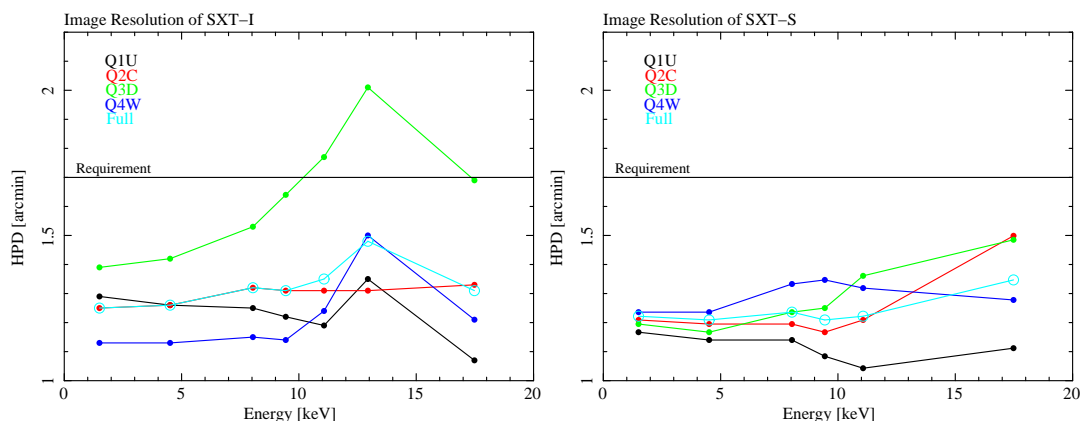 Image Resolution of SXT−I
Q1U
Q2C
Q3D
Q4W
Full
Requirement
HPD [arcmin]
2
1.5
1
0 5 10 15 20
Energy [keV]
Image Resolution of SXT−S
Q1U
Q2C
Q3D
Q4W
Full
Requirement
HPD [arcmin]
2
1.5
1
0 5 10 15 20
Energy [keV]